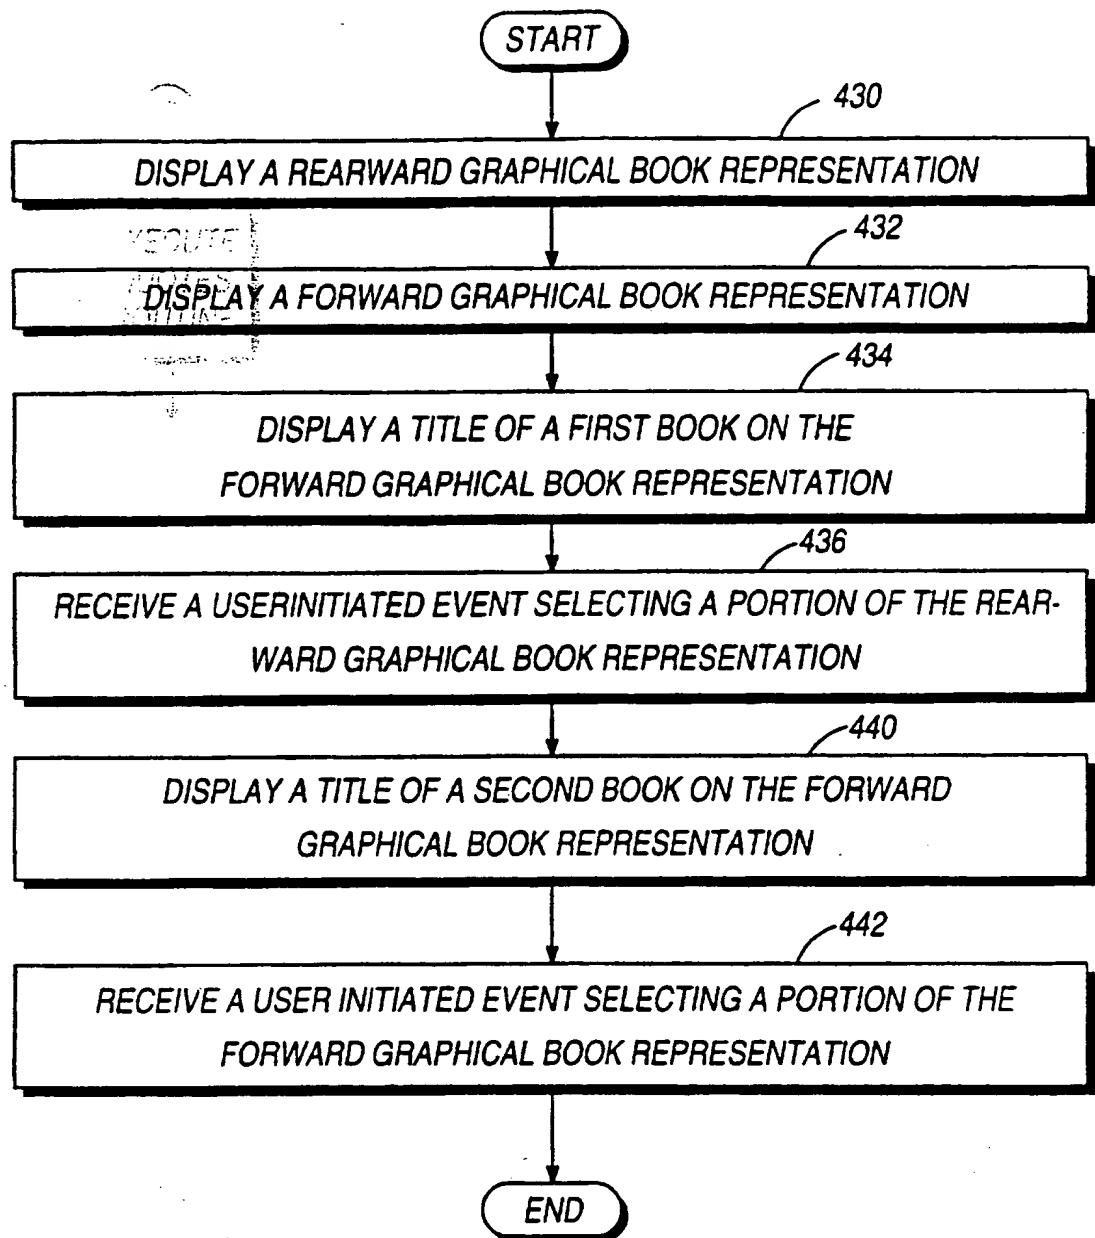 START
430
DISPLAY A REARWARD GRAPHICAL BOOK REPRESENTATION
432
DISPLAY A FORWARD GRAPHICAL BOOK REPRESENTATION
434
DISPLAY A TITLE OF A FIRST BOOK ON THE
FORWARD GRAPHICAL BOOK REPRESENTATION
436
RECEIVE A USERINITIATED EVENT SELECTING A PORTION OF THE REAR-
WARD GRAPHICAL BOOK REPRESENTATION
440
DISPLAY A TITLE OF A SECOND BOOK ON THE FORWARD
GRAPHICAL BOOK REPRESENTATION
442
RECEIVE A USER INITIATED EVENT SELECTING A PORTION OF THE
FORWARD GRAPHICAL BOOK REPRESENTATION
END